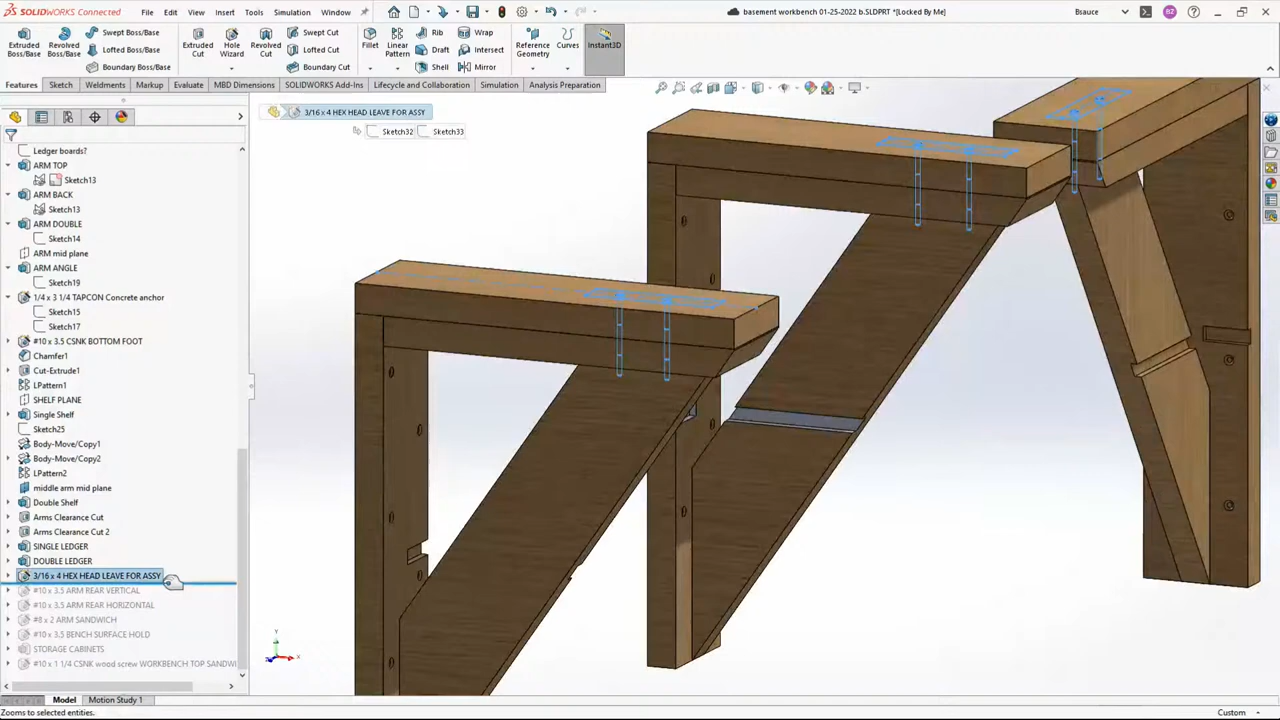 SOLIDWORKS Connected File Edit View Insert Tools Simulation Window basement workbench 01-25-2022 b.SLDPRT *[Locked By Me] Bsauce BZ
Extruded Boss/Base Revolved Boss/Base Swept Boss/Base Lofted Boss/Base Boundary Boss/Base Extruded Cut Hole Wizard Revolved Cut Swept Cut Lofted Cut Boundary Cut Fillet Linear Pattern Rib Draft Shell Wrap Intersect Mirror Reference Geometry Curves Instant3D
Features Sketch Weldments Markup Evaluate MBD Dimensions SOLIDWORKS Add-Ins Lifecycle and Collaboration Simulation Analysis Preparation
3/16 x 4 HEX HEAD LEAVE FOR ASSY
Sketch32 Sketch33
Ledger boards?
ARM TOP
Sketch13
ARM BACK
Sketch13
ARM DOUBLE
Sketch14
ARM mid plane
ARM ANGLE
Sketch19
1/4 x 3 1/4 TAPCON Concrete anchor
Sketch15
Sketch17
#10 x 3.5 CSNK BOTTOM FOOT
Chamfer1
Cut-Extrude1
LPattern1
SHELF PLANE
Single Shelf
Sketch25
Body-Move/Copy1
Body-Move/Copy2
LPattern2
middle arm mid plane
Double Shelf
Arms Clearance Cut
Arms Clearance Cut 2
SINGLE LEDGER
DOUBLE LEDGER
3/16 x 4 HEX HEAD LEAVE FOR ASSY
#10 x 3.5 ARM REAR VERTICAL
#10 x 3.5 ARM REAR HORIZONTAL
#8 x 2 ARM SANDWICH
#10 x 3.5 BENCH SURFACE HOLD
STORAGE CABINETS
#10 x 1 1/4 CSNK wood screw WORKBENCH TOP SANDWI
Y
X
Z
Model Motion Study 1
Zooms to selected entities. Custom